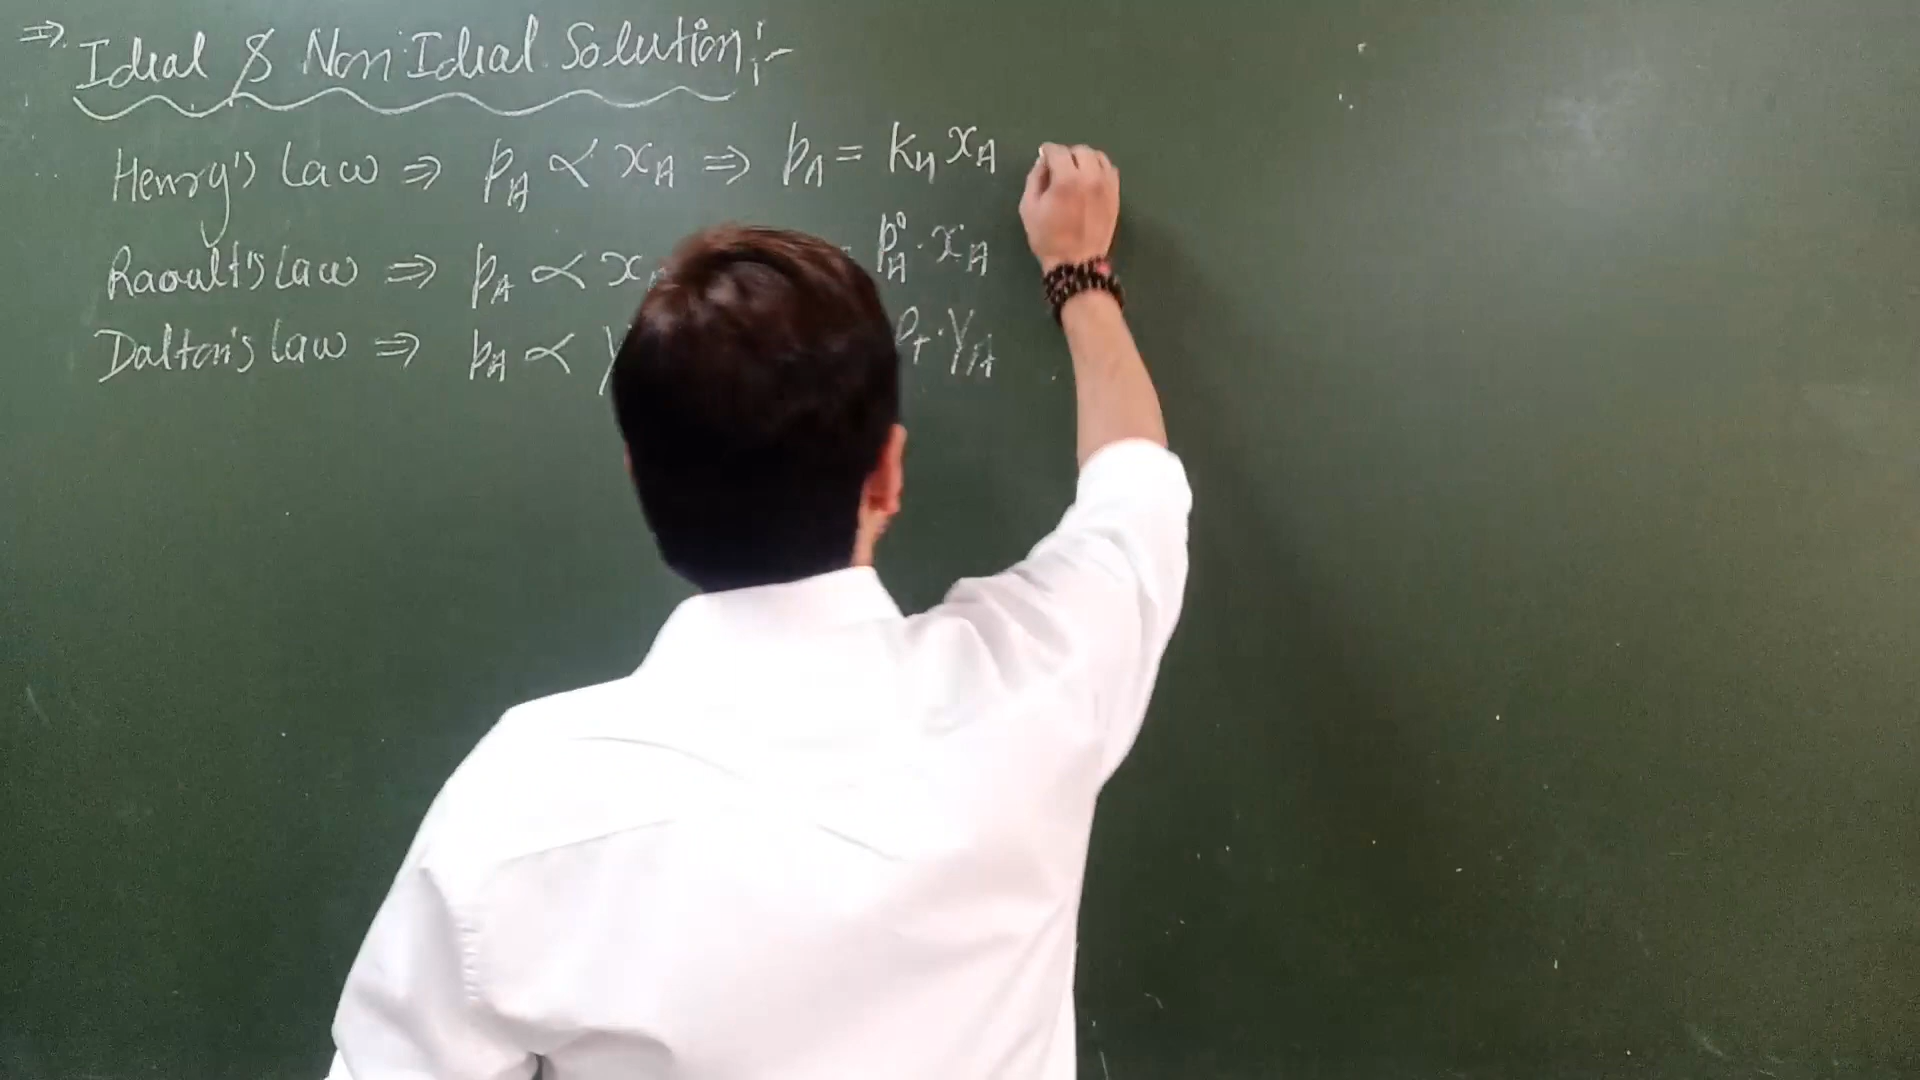 ⇒ Ideal & Non Ideal Solution:-
Henry's Law ⇒ pA ∝ xA ⇒ pA = KH xA
Raoult's Law ⇒ pA ∝ xA = p°A · xA
Dalton's Law ⇒ pA ∝ y PT · yA